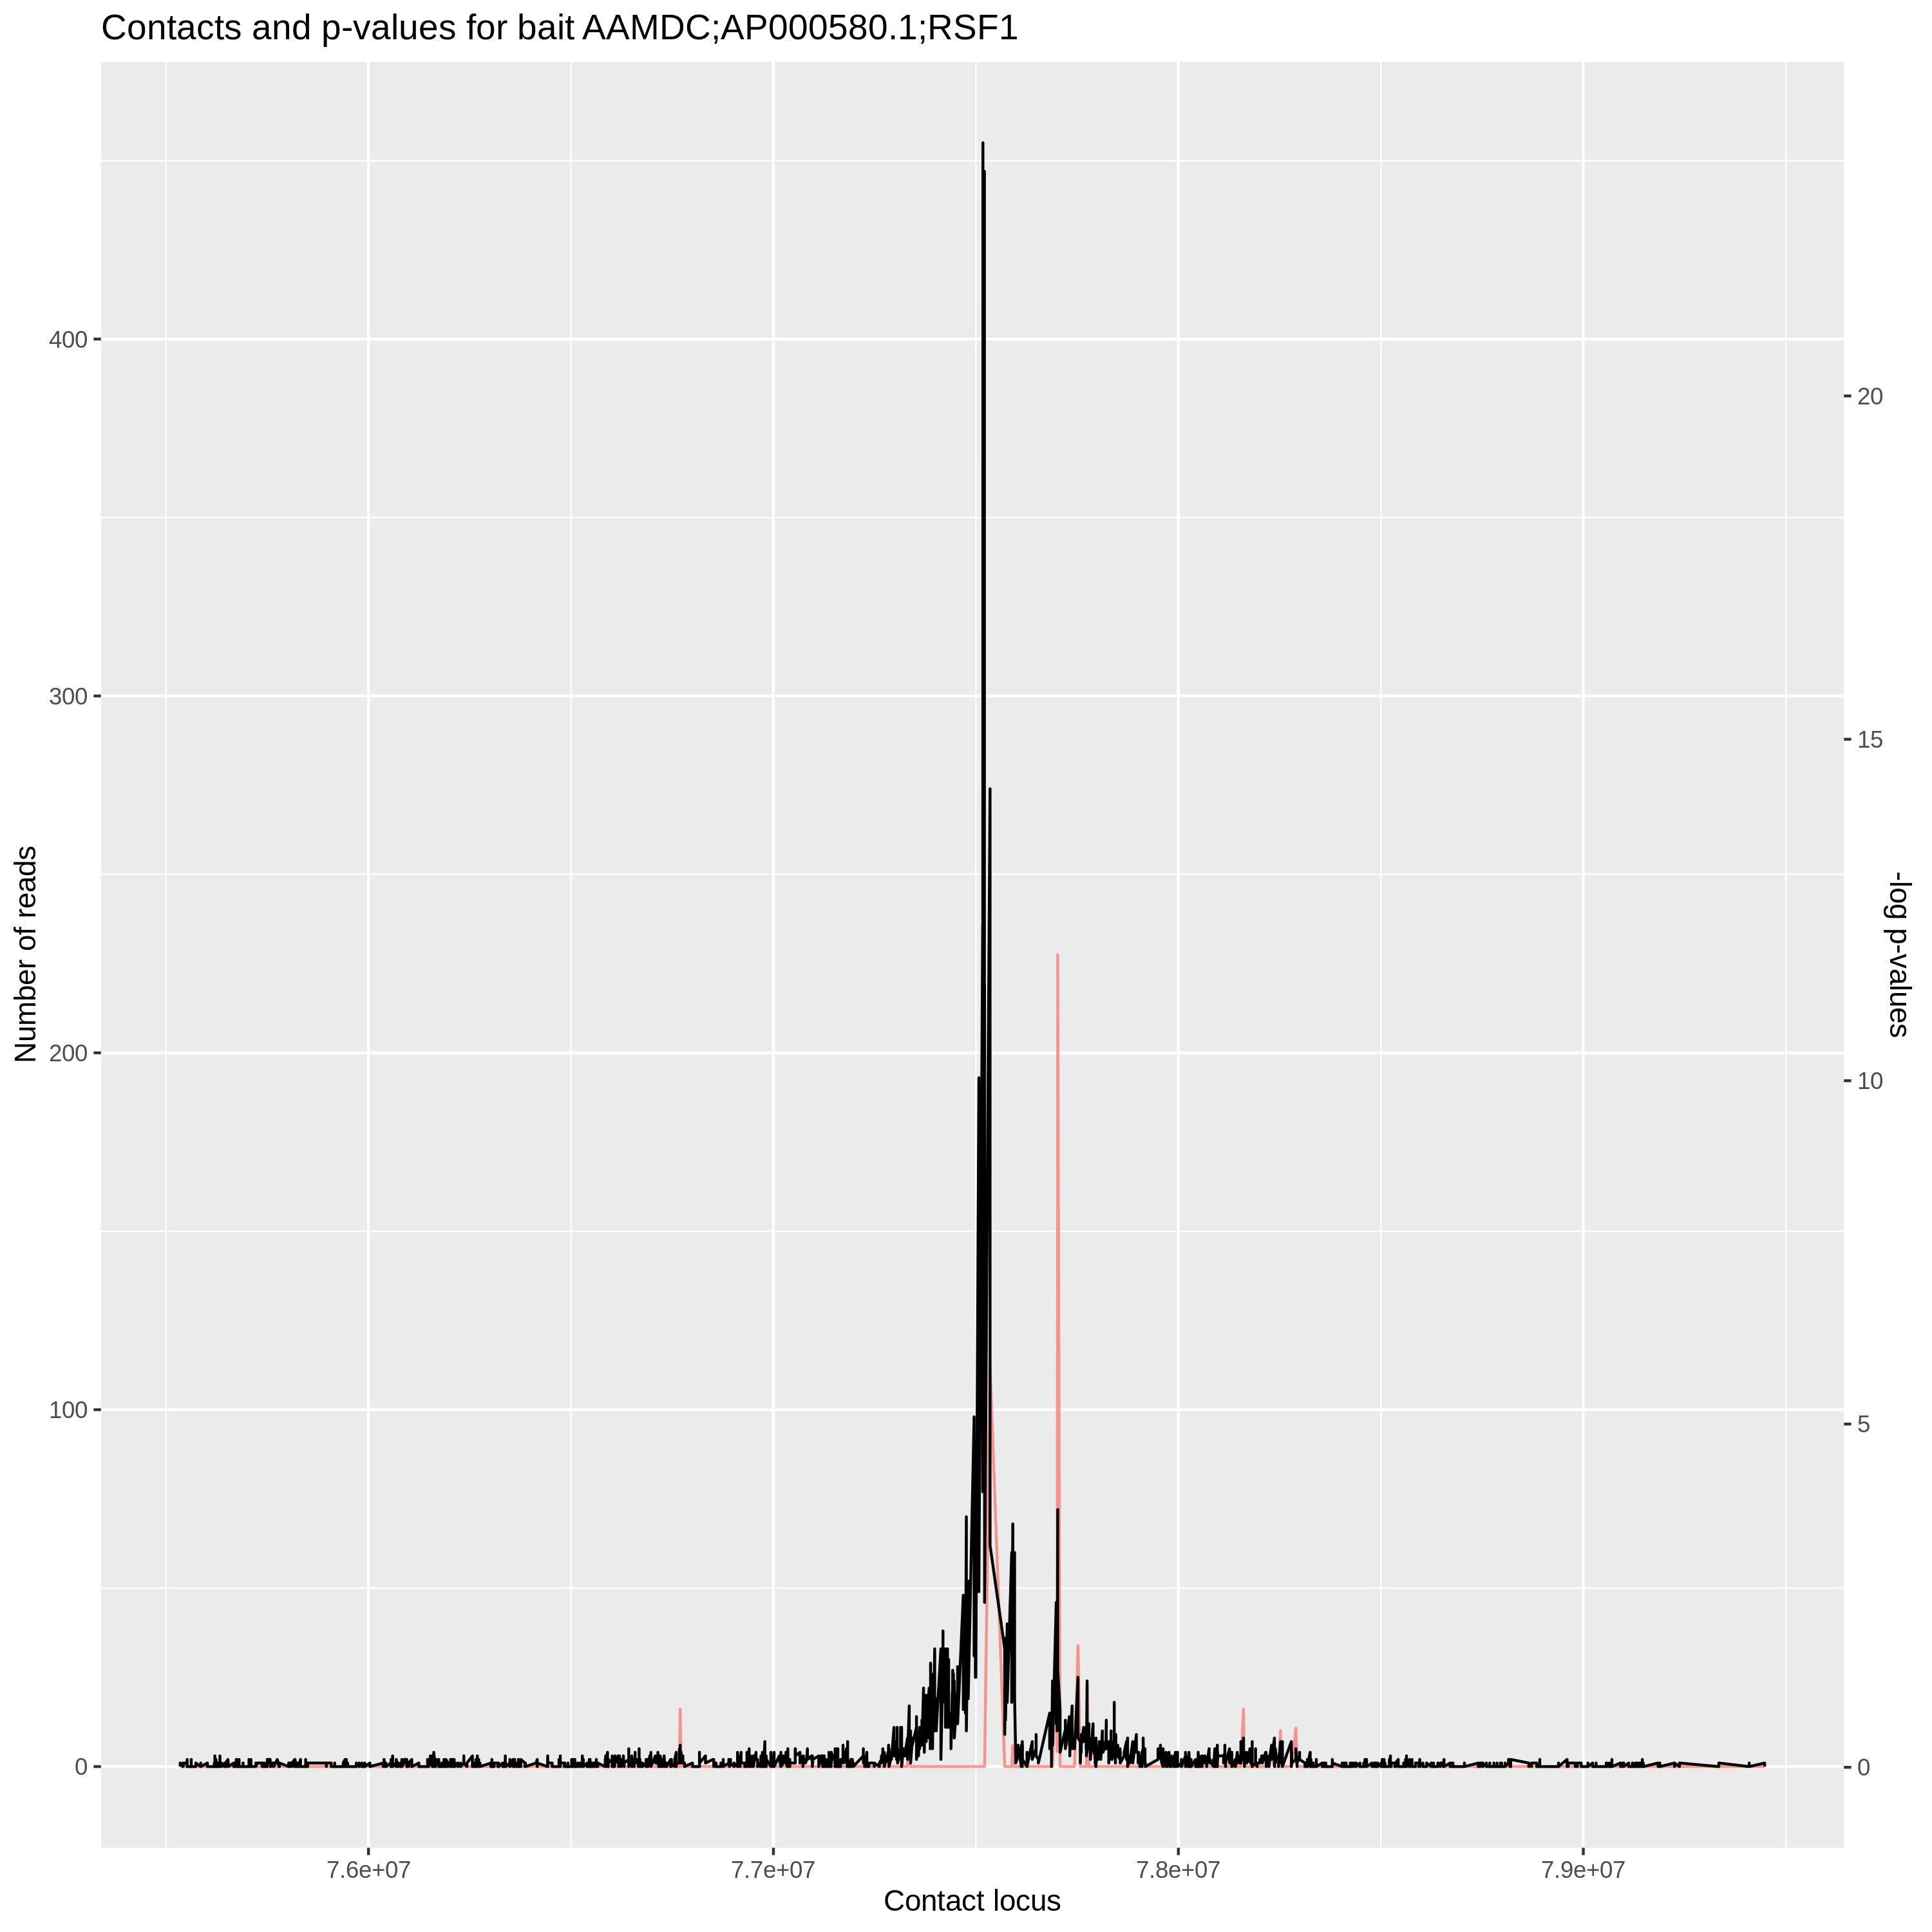 Contacts and p-values for bait AAMDC;AP000580.1;RSF1
Number of reads
400
300
200
100
0
-log p-values
20
15
10
5
0
7.6e+07
7.7e+07
7.8e+07
7.9e+07
Contact locus